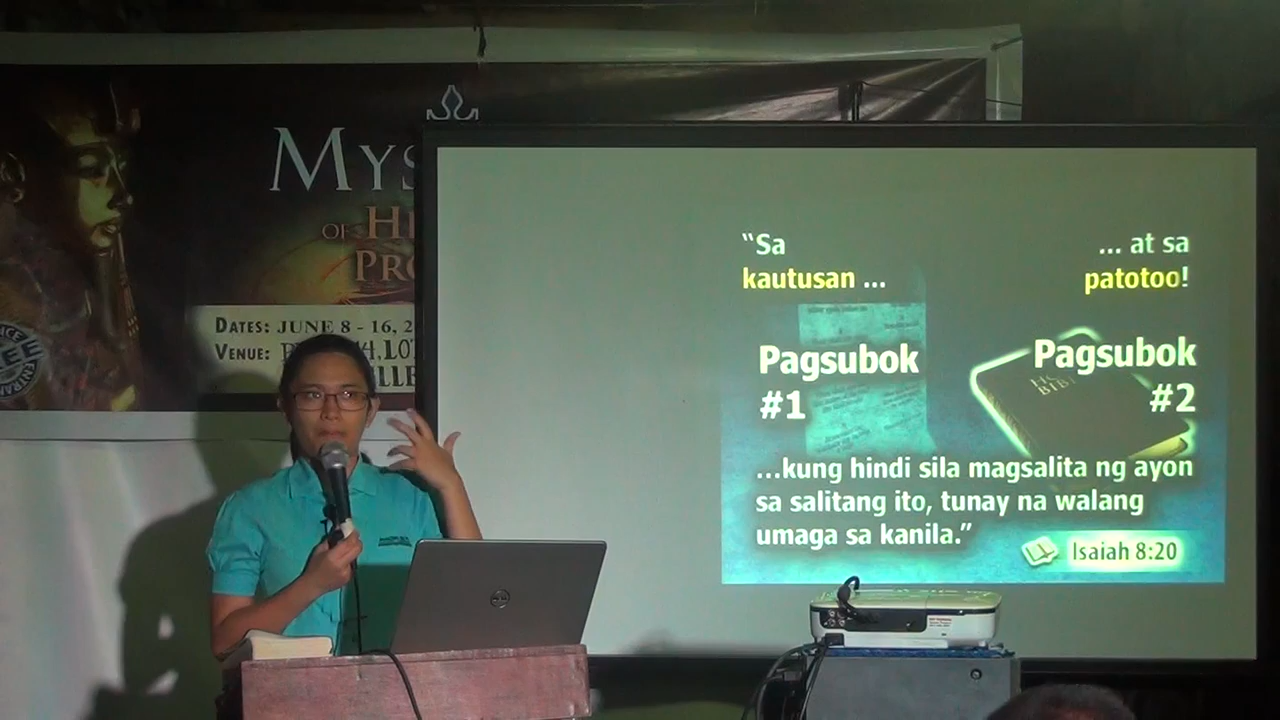 MYS
OF H
PRO
DATES: JUNE 8 - 16, 2
VENUE:
“Sa
kautusan ...
... at sa
patotoo!
Pagsubok
#1
Pagsubok
#2
...kung hindi sila magsalita ng ayon
sa salitang ito, tunay na walang
umaga sa kanila.”
Isaiah 8:20
DELL